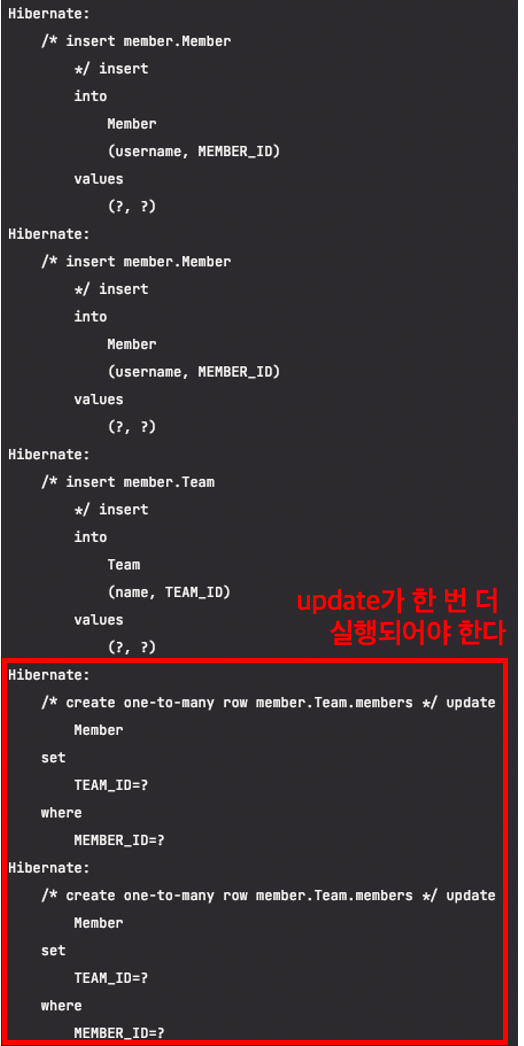 Hibernate:
    /* insert member.Member
        */ insert
        into
            Member
            (username, MEMBER_ID)
        values
            (?, ?)
Hibernate:
    /* insert member.Member
        */ insert
        into
            Member
            (username, MEMBER_ID)
        values
            (?, ?)
Hibernate:
    /* insert member.Team
        */ insert
        into
            Team
            (name, TEAM_ID)
        values
            (?, ?)
update가 한 번 더
실행되어야 한다
Hibernate:
    /* create one-to-many row member.Team.members */ update
        Member
    set
        TEAM_ID=?
    where
        MEMBER_ID=?
Hibernate:
    /* create one-to-many row member.Team.members */ update
        Member
    set
        TEAM_ID=?
    where
        MEMBER_ID=?